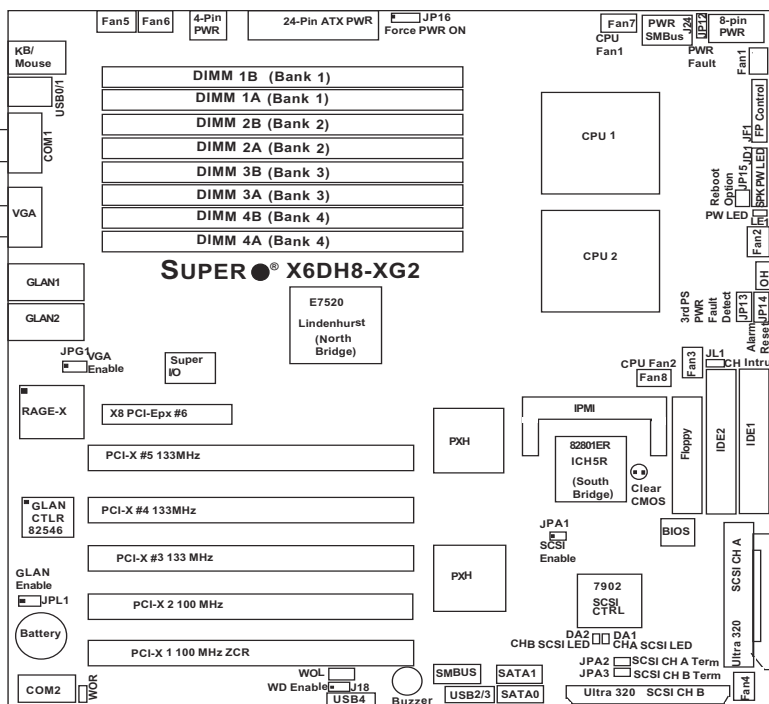 Fan5
Fan6
4-Pin
PWR
24-Pin ATX PWR
JP16
Force PWR ON
Fan7
CPU
Fan1
PWR
SMBus
J24
JP12
8-pin
PWR
PWR
Fault
Fan1
KB/
Mouse
USB0/1
COM1
VGA
GLAN1
GLAN2
DIMM 1B (Bank 1)
DIMM 1A (Bank 1)
DIMM 2B (Bank 2)
DIMM 2A (Bank 2)
DIMM 3B (Bank 3)
DIMM 3A (Bank 3)
DIMM 4B (Bank 4)
DIMM 4A (Bank 4)
SUPER ●® X6DH8-XG2
CPU 1
CPU 2
FP Control
JF1
JD1
SPK PW LED
JP15
Reboot
Option
PW LED
LE1
Fan2
OH
3rd PS
PWR
Fault
Detect
JP13
JP14
Alarm
Reset
E7520
Lindenhurst
(North
Bridge)
JPG1
VGA
Enable
Super
I/O
RAGE-X
X8 PCI-Epx #6
CPU Fan2
Fan8
Fan3
JL1
CH Intru
IPMI
PXH
82801ER
ICH5R
(South
Bridge)
Clear
CMOS
Floppy
IDE2
IDE1
PCI-X #5 133MHz
GLAN
CTLR
82546
PCI-X #4 133MHz
JPA1
SCSI
Enable
BIOS
PCI-X #3 133 MHz
PXH
7902
SCSI
CTRL
SCSI CH A
Ultra 320
GLAN
Enable
JPL1
PCI-X 2 100 MHz
Battery
PCI-X 1 100 MHz ZCR
DA2
DA1
CHB SCSI LED
CHA SCSI LED
JPA2
SCSI CH A Term
JPA3
SCSI CH B Term
COM2
WOR
WOL
WD Enable
J18
USB4
Buzzer
SMBUS
USB2/3
SATA1
SATA0
Ultra 320 SCSI CH B
Fan4